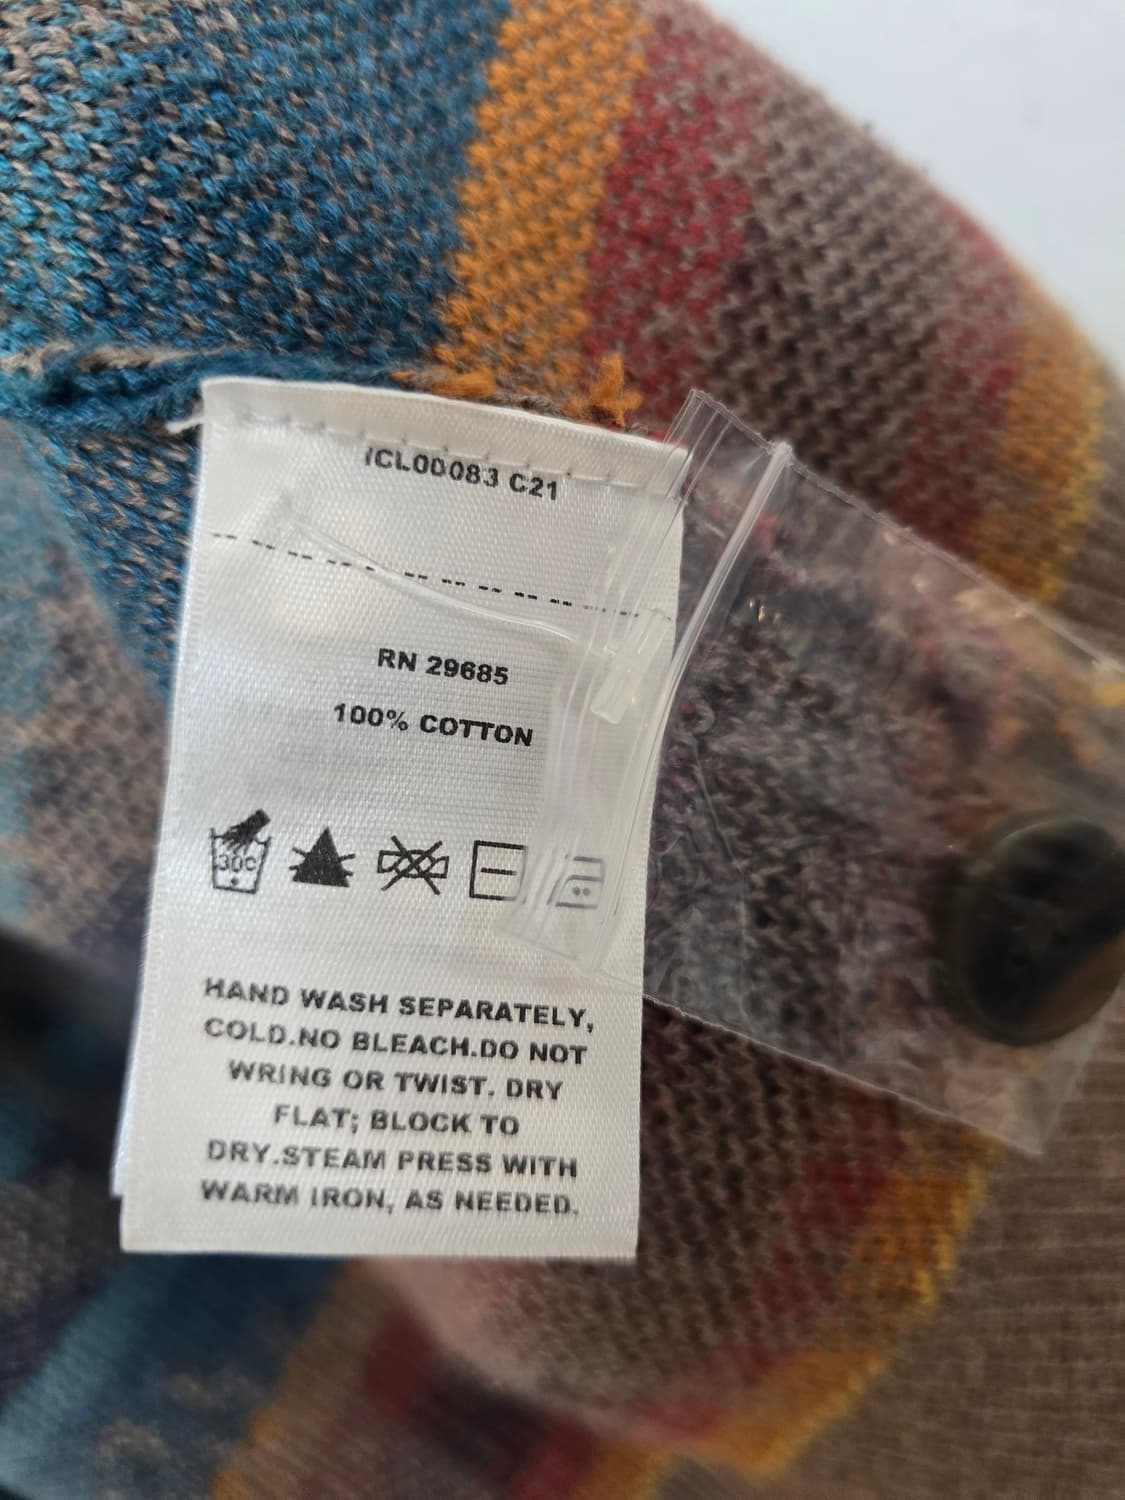 ICL00083 C21
RN 29685
100% COTTON
30C
HAND WASH SEPARATELY,
COLD.NO BLEACH.DO NOT
WRING OR TWIST. DRY
FLAT; BLOCK TO
DRY.STEAM PRESS WITH
WARM IRON, AS NEEDED.